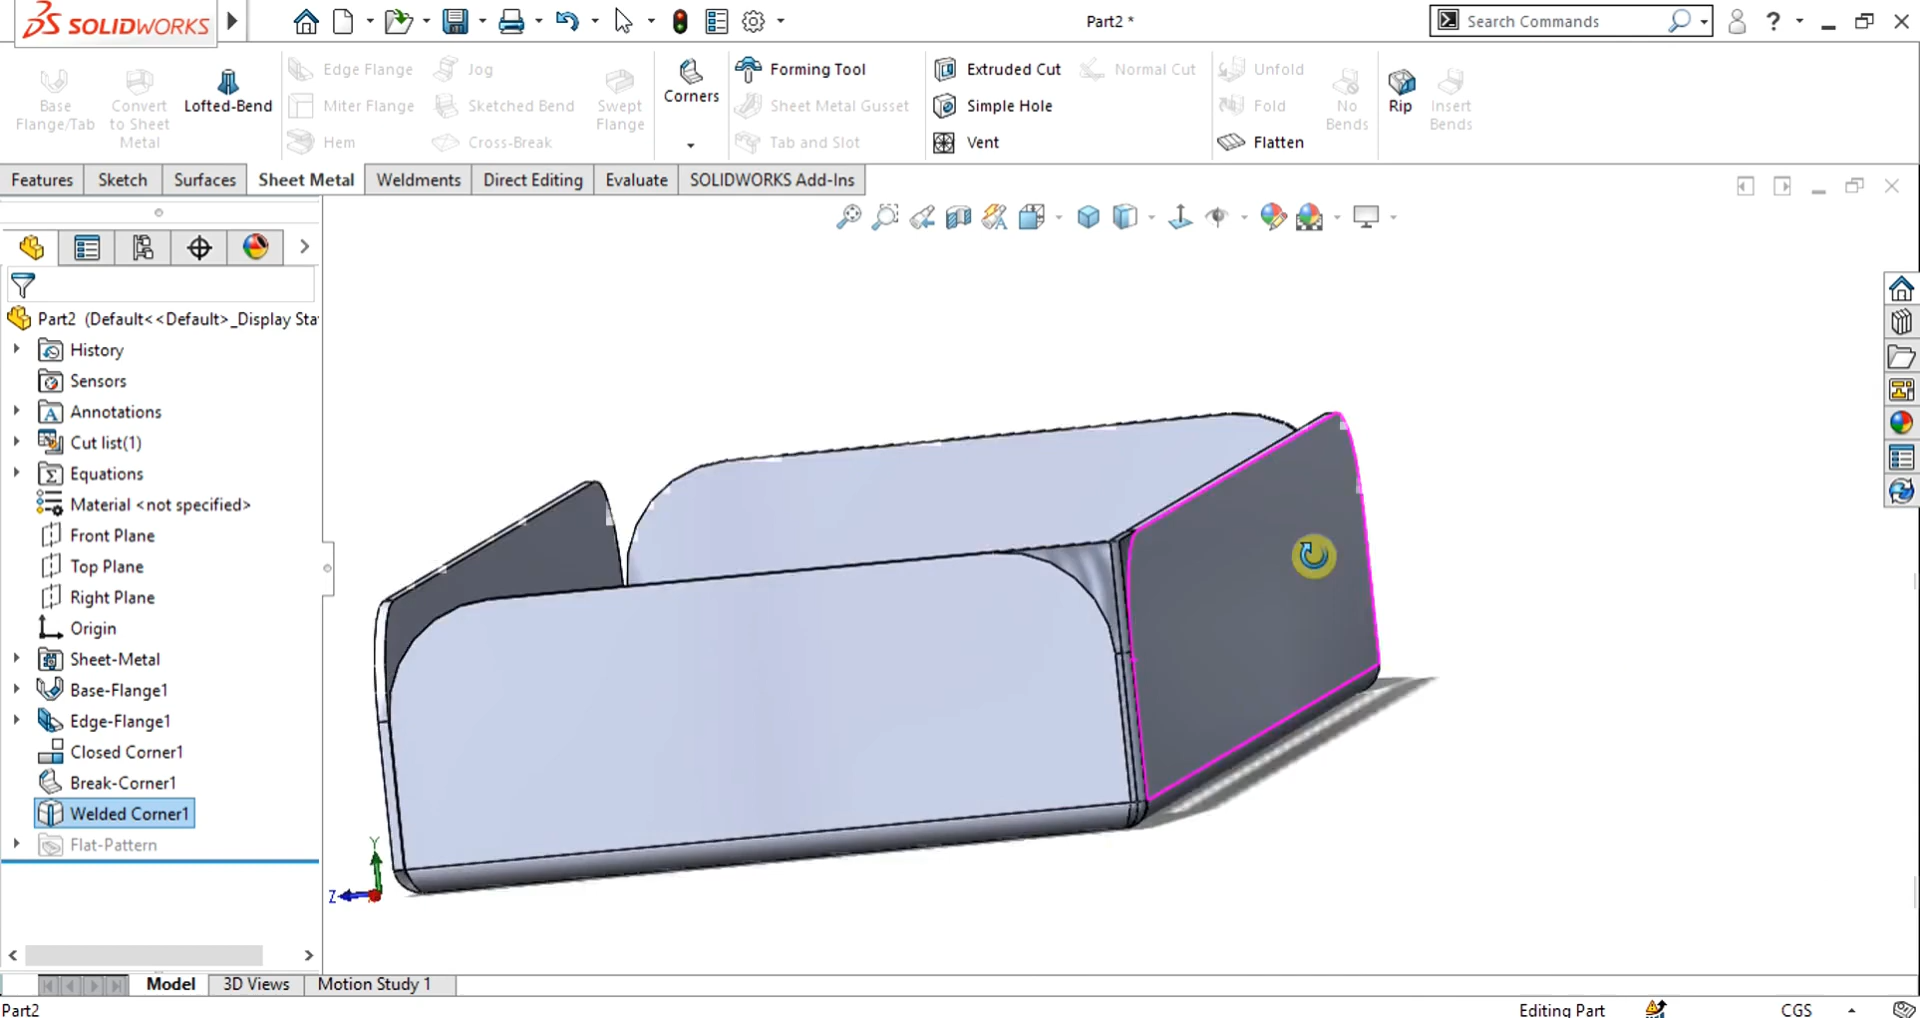 SOLIDWORKS
Part2 *
Search Commands
?
Base Flange/Tab
Convert to Sheet Metal
Lofted-Bend
Edge Flange
Miter Flange
Hem
Jog
Sketched Bend
Cross-Break
Swept Flange
Corners
Forming Tool
Sheet Metal Gusset
Tab and Slot
Extruded Cut
Simple Hole
Vent
Normal Cut
Unfold
Fold
Flatten
No Bends
Rip
Insert Bends
Features
Sketch
Surfaces
Sheet Metal
Weldments
Direct Editing
Evaluate
SOLIDWORKS Add-Ins
Part2 (Default<<Default>_Display Sta
History
Sensors
Annotations
Cut list(1)
Equations
Material <not specified>
Front Plane
Top Plane
Right Plane
Origin
Sheet-Metal
Base-Flange1
Edge-Flange1
Closed Corner1
Break-Corner1
Welded Corner1
Flat-Pattern
Y
Z
Model
3D Views
Motion Study 1
Part2
Editing Part
CGS